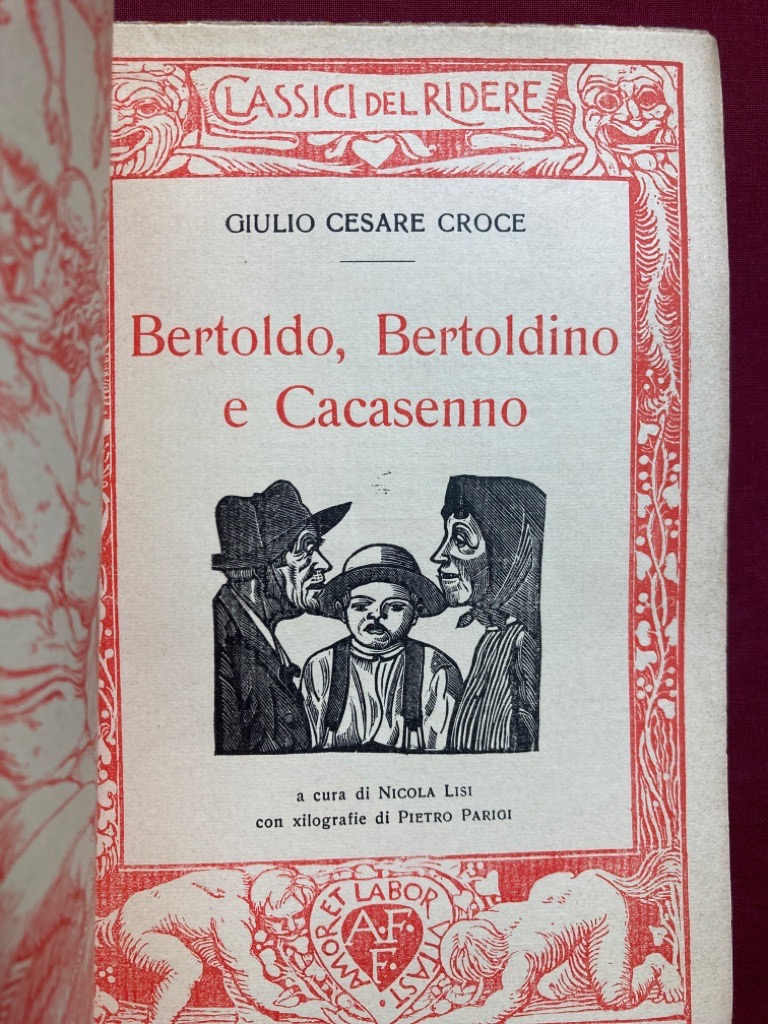 CLASSICI DEL RIDERE
GIULIO CESARE CROCE
Bertoldo, Bertoldino
e Cacasenno
a cura di NICOLA LISI
con xilografie di PIETRO PARIGI
AMOR ET LABOR VITAST
A.F.
F.